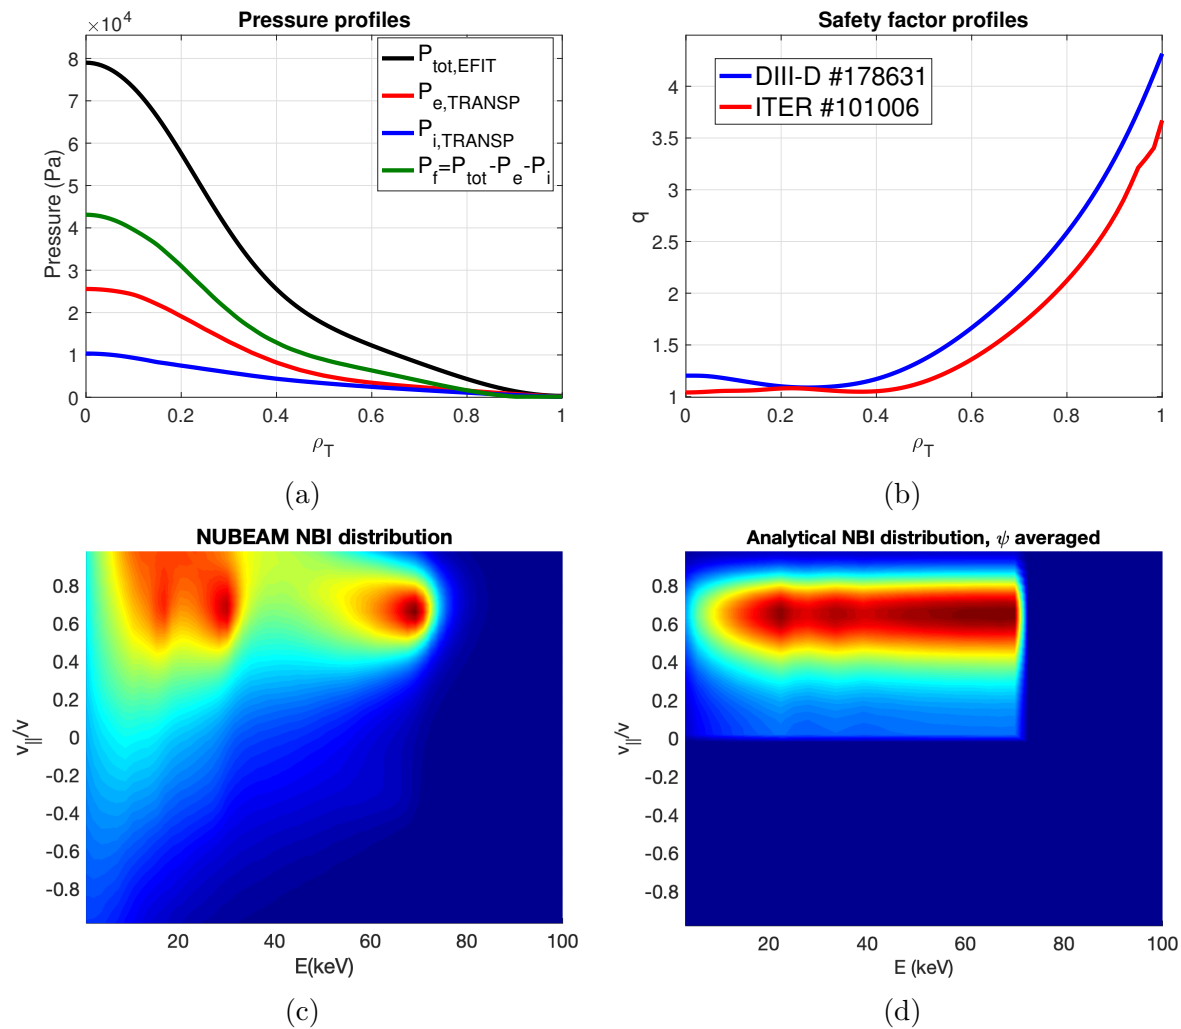 Pressure profiles
×10⁴
P_tot,EFIT
P_e,TRANSP
P_i,TRANSP
P_f=P_tot-P_e-P_i
Pressure (Pa)
8
7
6
5
4
3
2
1
0
0 0.2 0.4 0.6 0.8 1
ρ_T
(a)
Safety factor profiles
DIII-D #178631
ITER #101006
q
4
3.5
3
2.5
2
1.5
1
0 0.2 0.4 0.6 0.8 1
ρ_T
(b)
NUBEAM NBI distribution
v_||/v
0.8
0.6
0.4
0.2
0
-0.2
-0.4
-0.6
-0.8
20 40 60 80 100
E(keV)
(c)
Analytical NBI distribution, ψ averaged
v_||/v
0.8
0.6
0.4
0.2
0
-0.2
-0.4
-0.6
-0.8
20 40 60 80 100
E (keV)
(d)